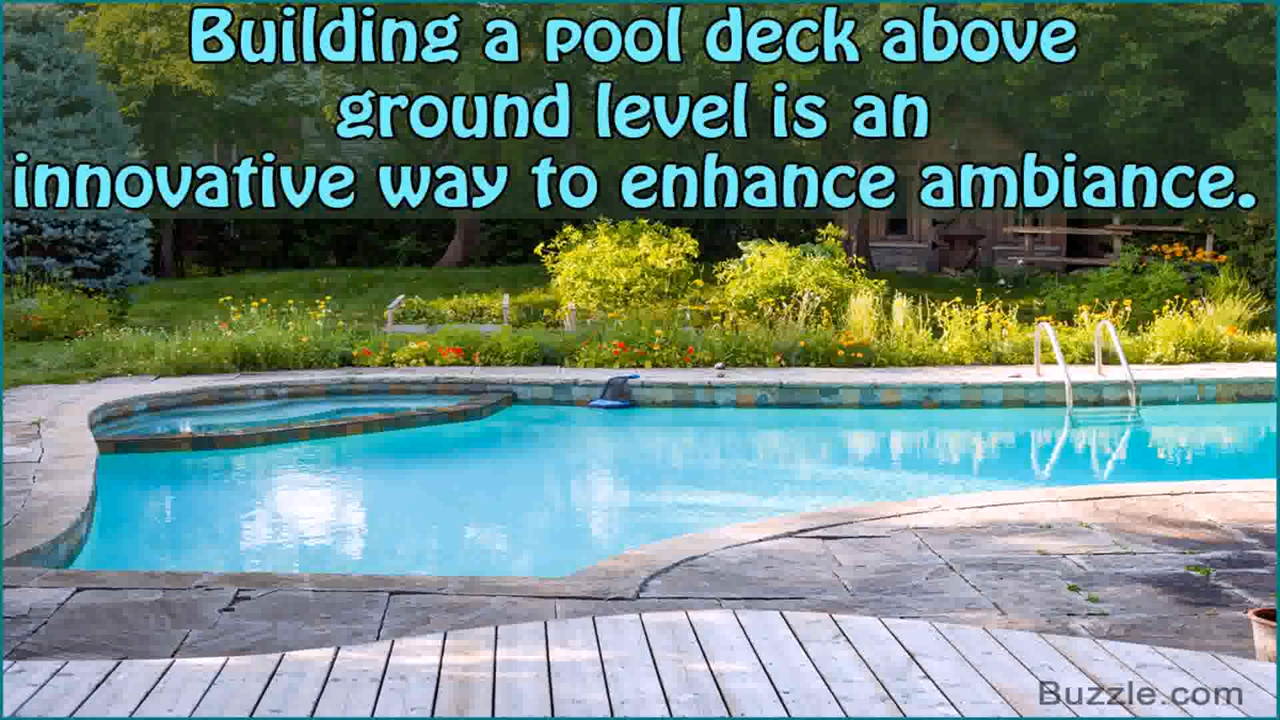 Building a pool deck above
ground level is an
innovative way to enhance ambiance.
Buzzle.com